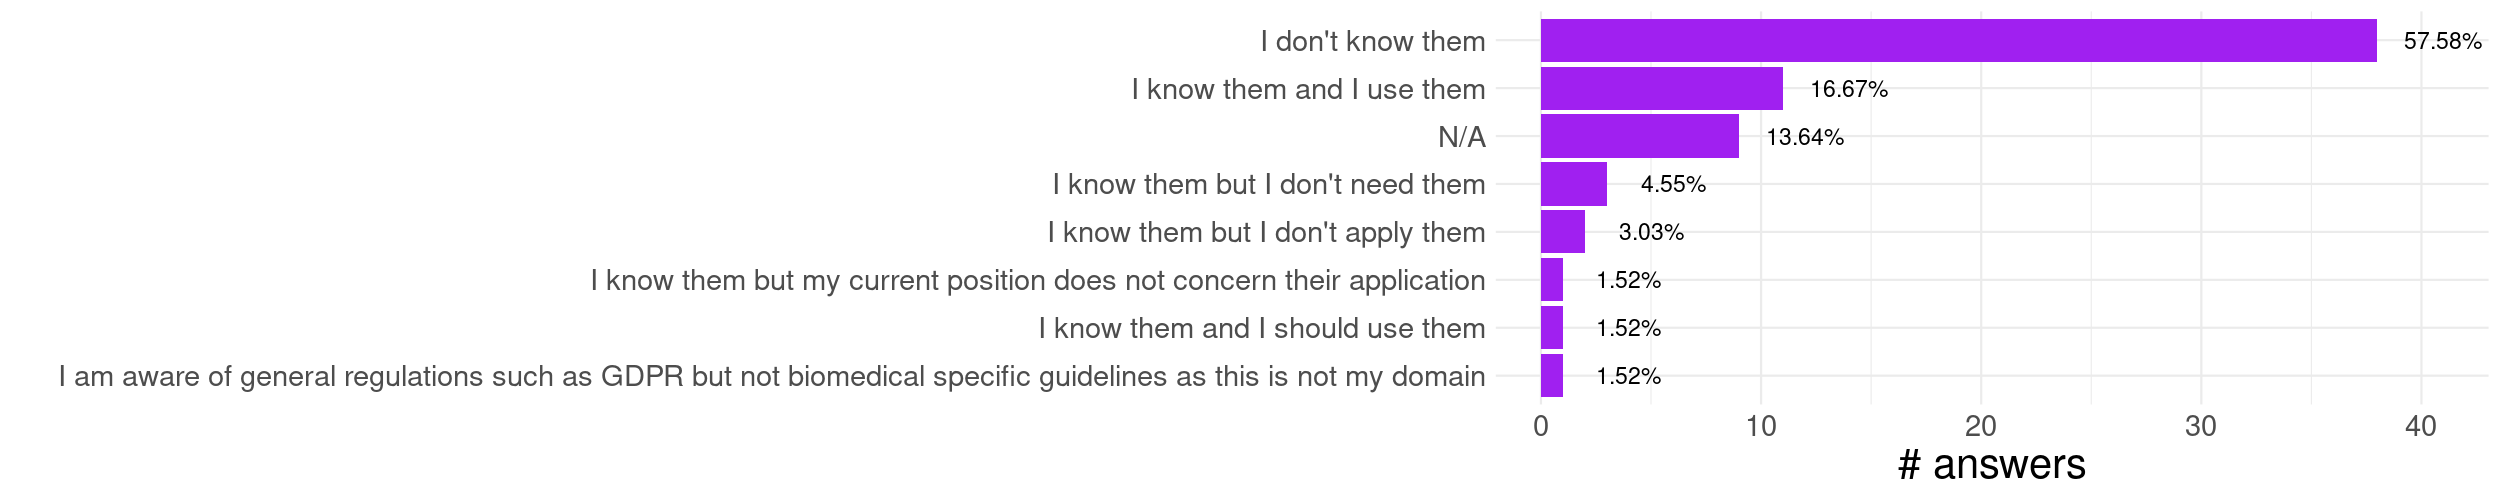 I don't know them 57.58%
I know them and I use them 16.67%
N/A 13.64%
I know them but I don't need them 4.55%
I know them but I don't apply them 3.03%
I know them but my current position does not concern their application 1.52%
I know them and I should use them 1.52%
I am aware of general regulations such as GDPR but not biomedical specific guidelines as this is not my domain 1.52%
0 10 20 30 40
# answers